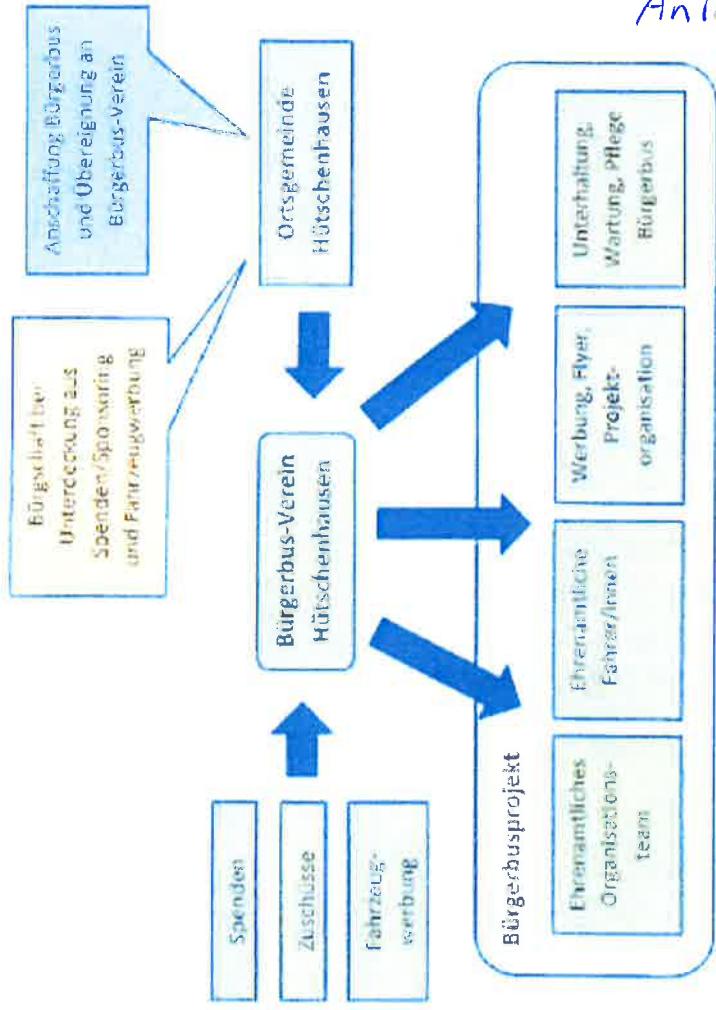 Bürgschaft bei
Unterdeckung aus
Spenden/Sponsoring
und Fahrzeugwerbung
Anschaffung Bürgerbus
und Übereignung an
Bürgerbus-Verein
Spenden
Zuschüsse
Fahrzeug-
werbung
Bürgerbus-Verein
Hütschenhausen
Ortsgemeinde
Hütschenhausen
Bürgerbusprojekt
Ehrenamtliches
Organisations-
team
Ehrenamtliche
Fahrer/innen
Werbung, Flyer,
Projekt-
organisation
Unterhaltung,
Wartung, Pflege
Bürgerbus